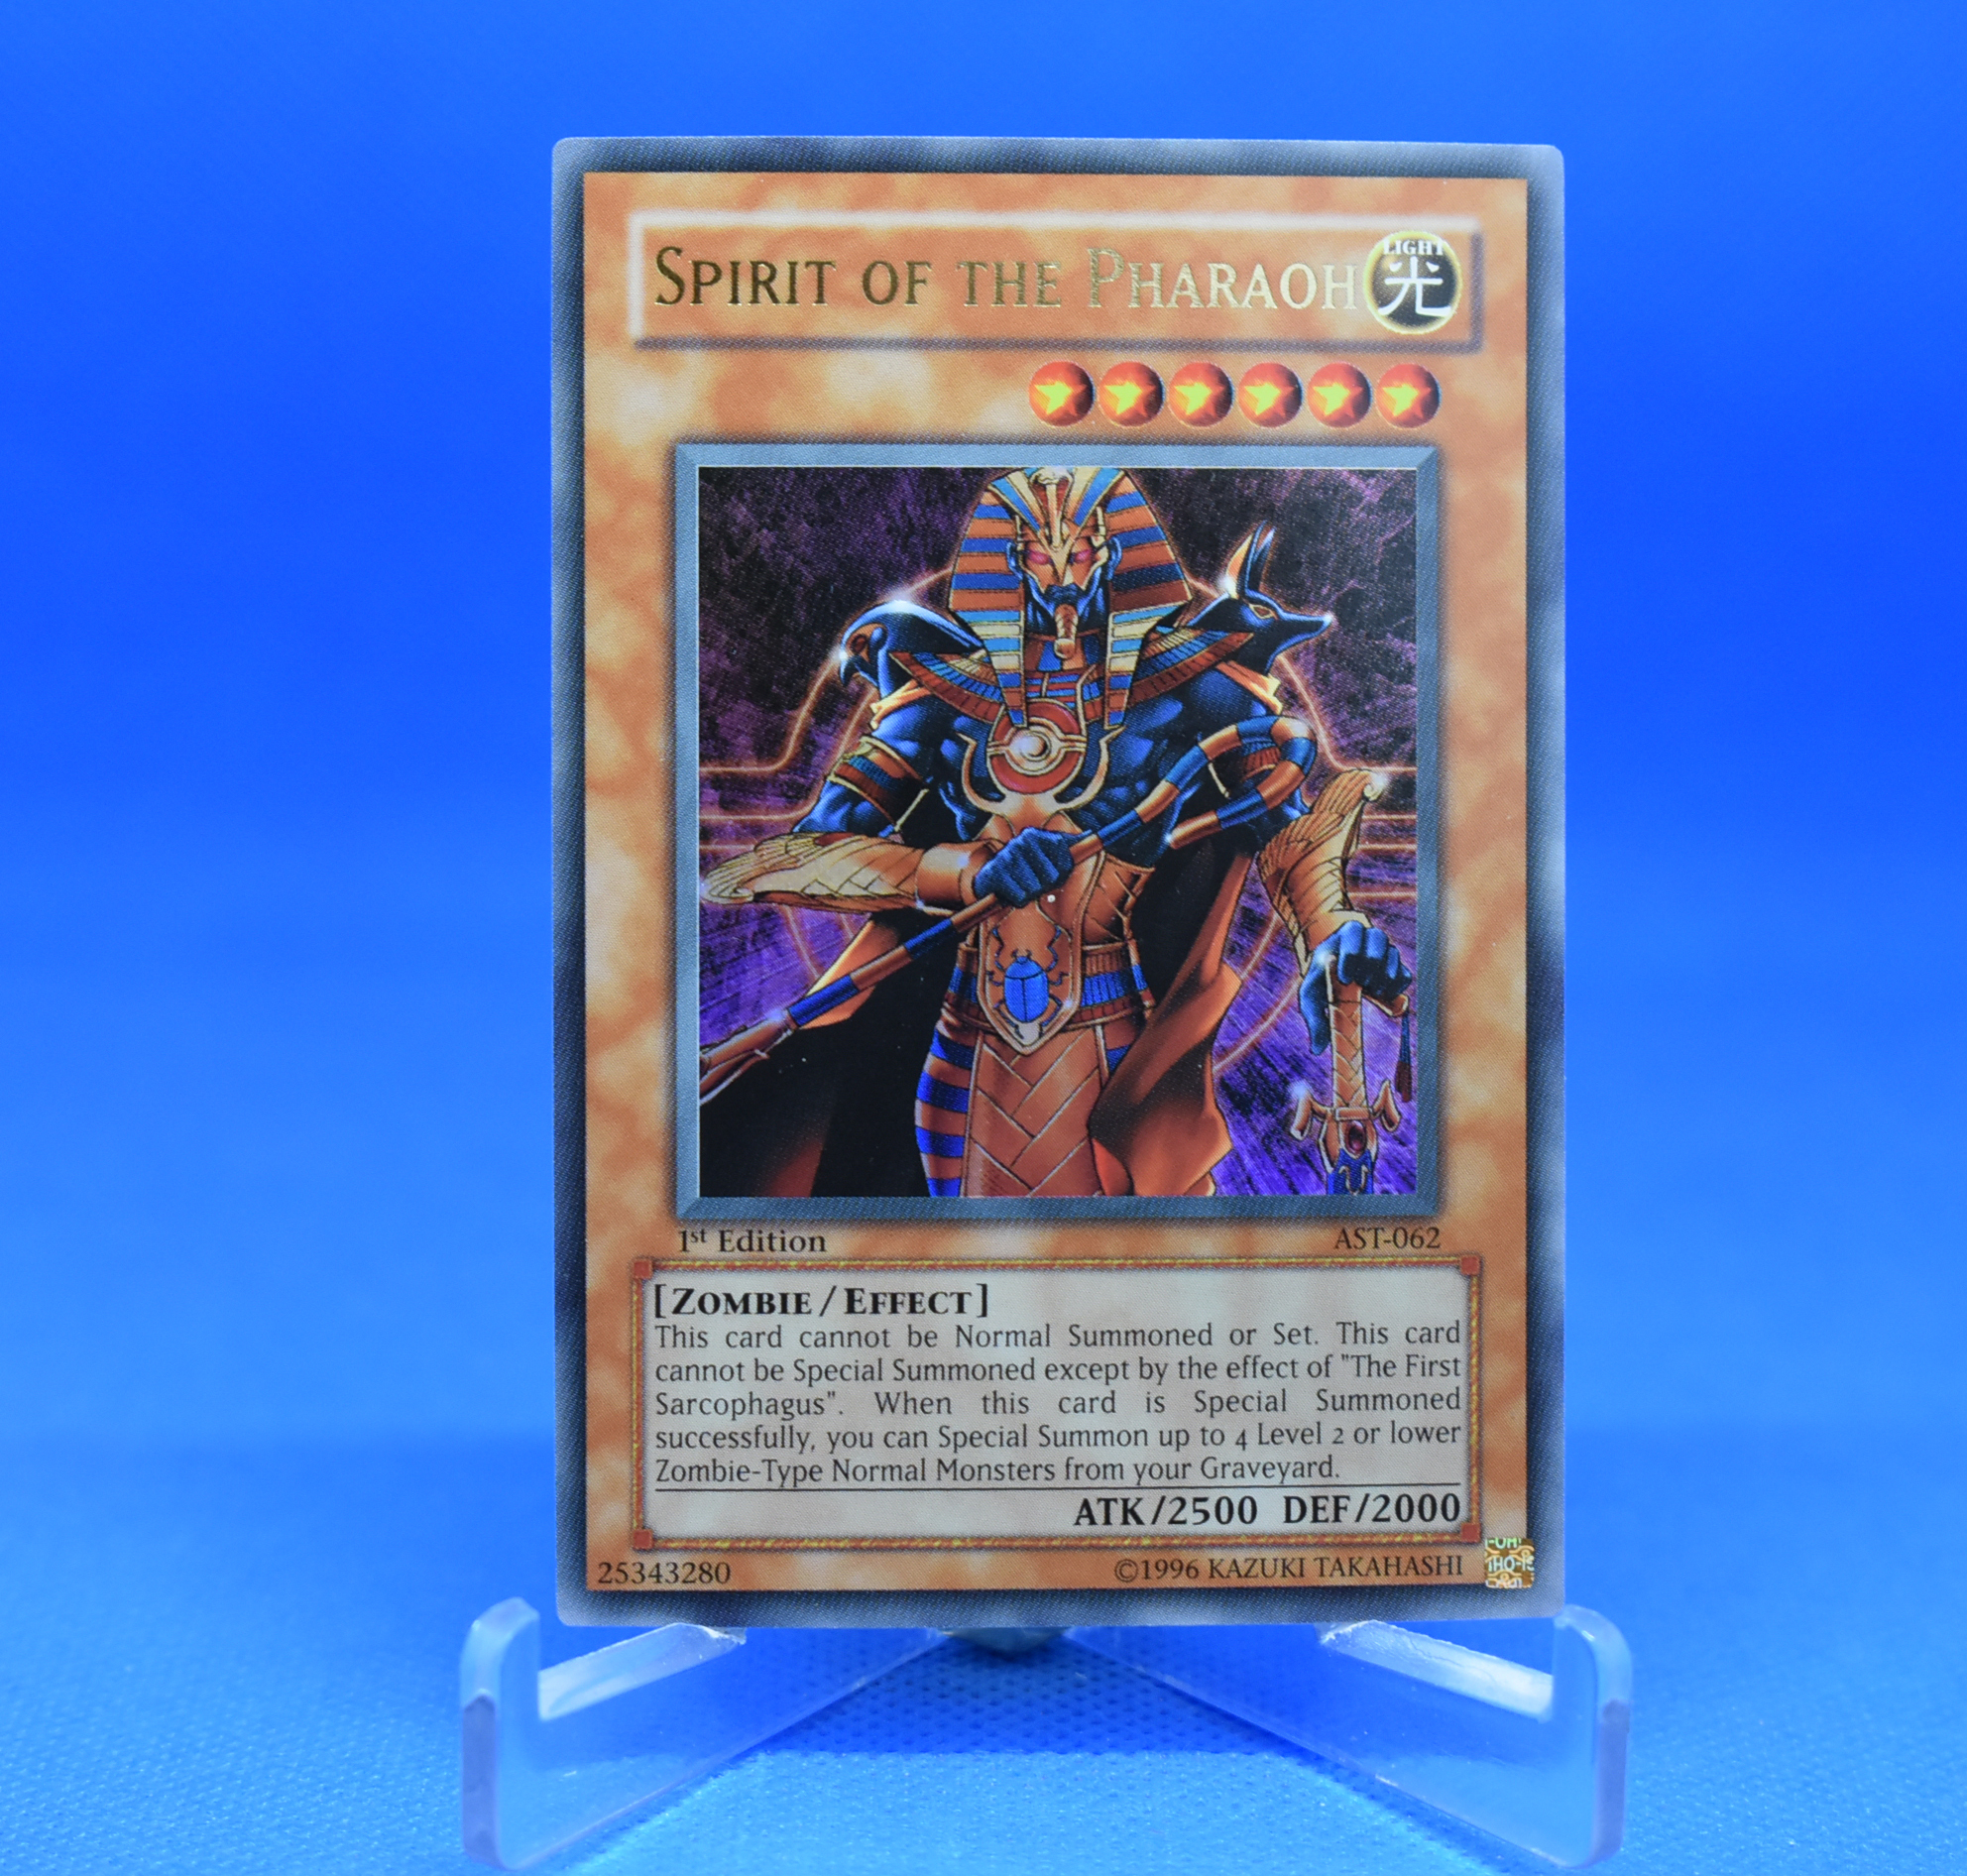 SPIRIT OF THE PHARAOH
LIGHT
光
1st Edition
AST-062
[ZOMBIE/EFFECT]
This card cannot be Normal Summoned or Set. This card
cannot be Special Summoned except by the effect of "The First
Sarcophagus". When this card is Special Summoned
successfully, you can Special Summon up to 4 Level 2 or lower
Zombie-Type Normal Monsters from your Graveyard.
ATK/2500 DEF/2000
25343280
©1996 KAZUKI TAKAHASHI